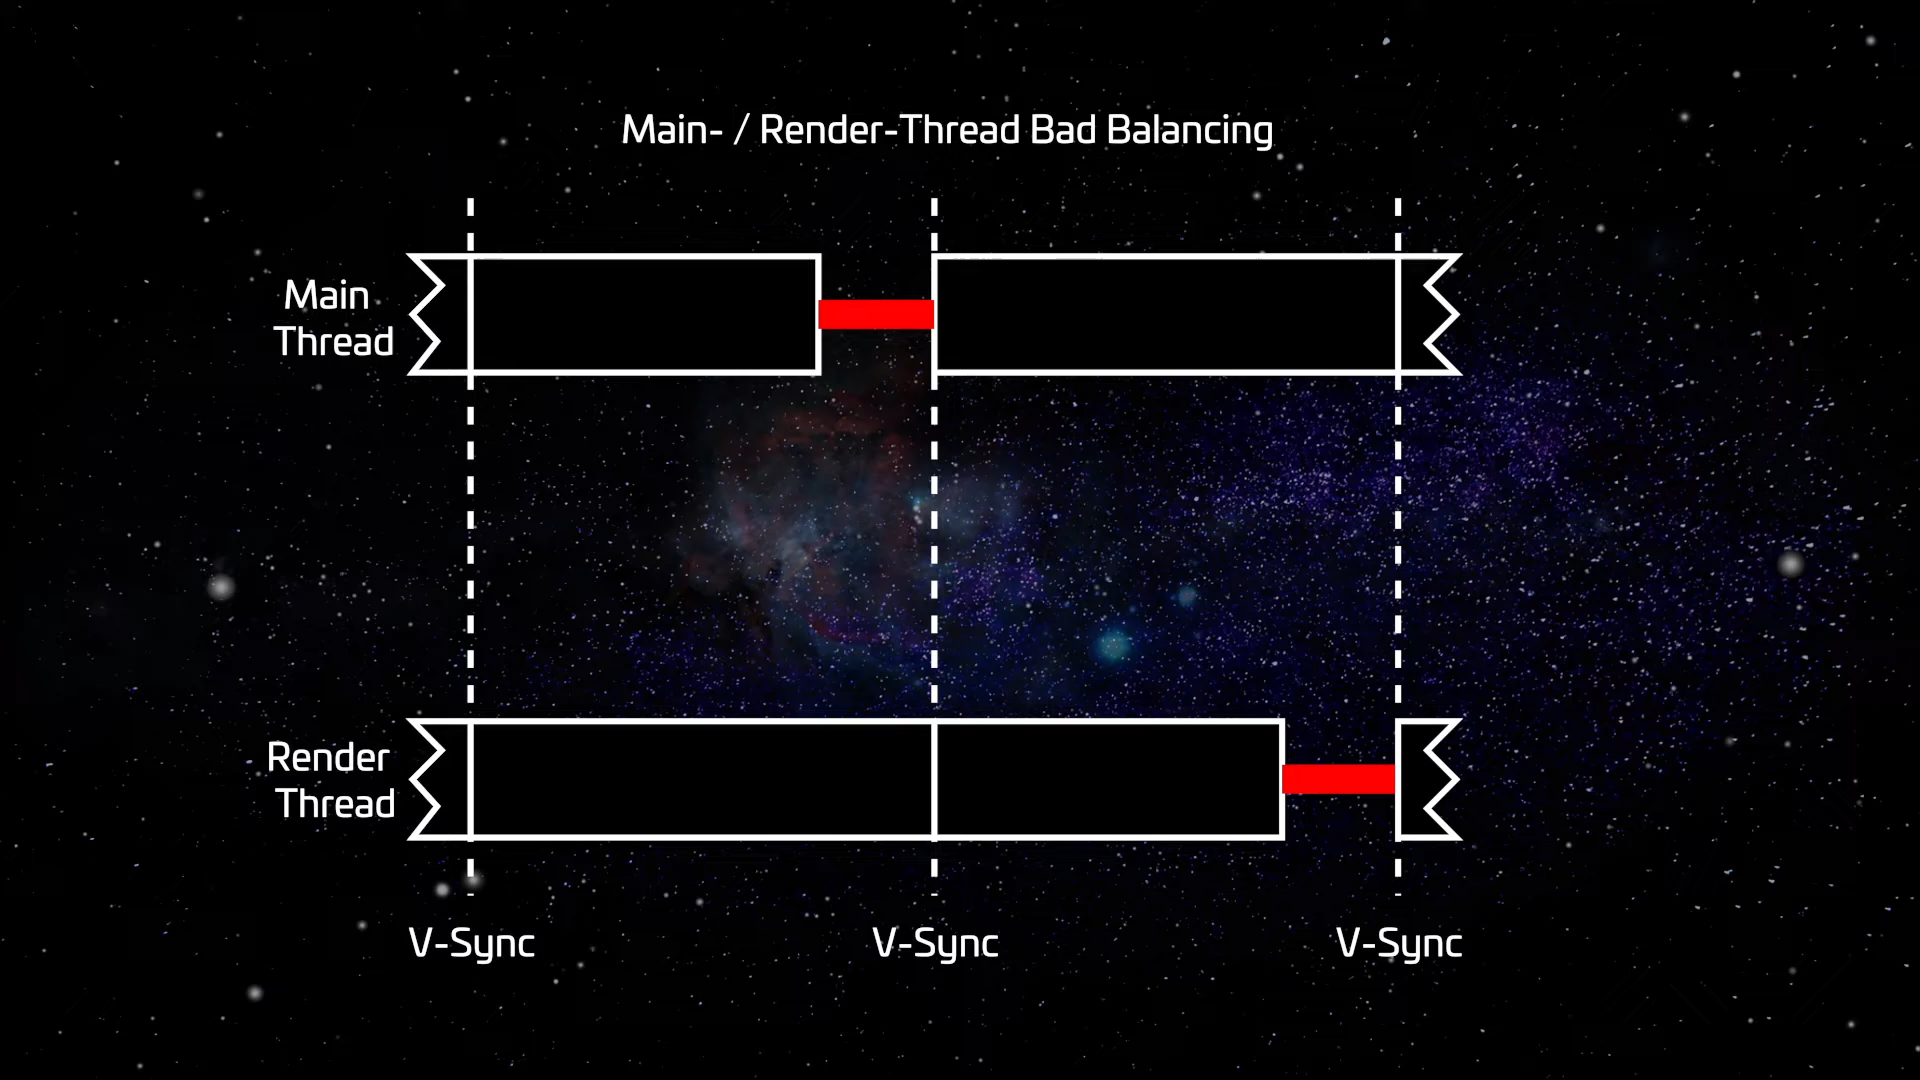 Main- / Render-Thread Bad Balancing
Main
Thread
Render
Thread
V-Sync
V-Sync
V-Sync